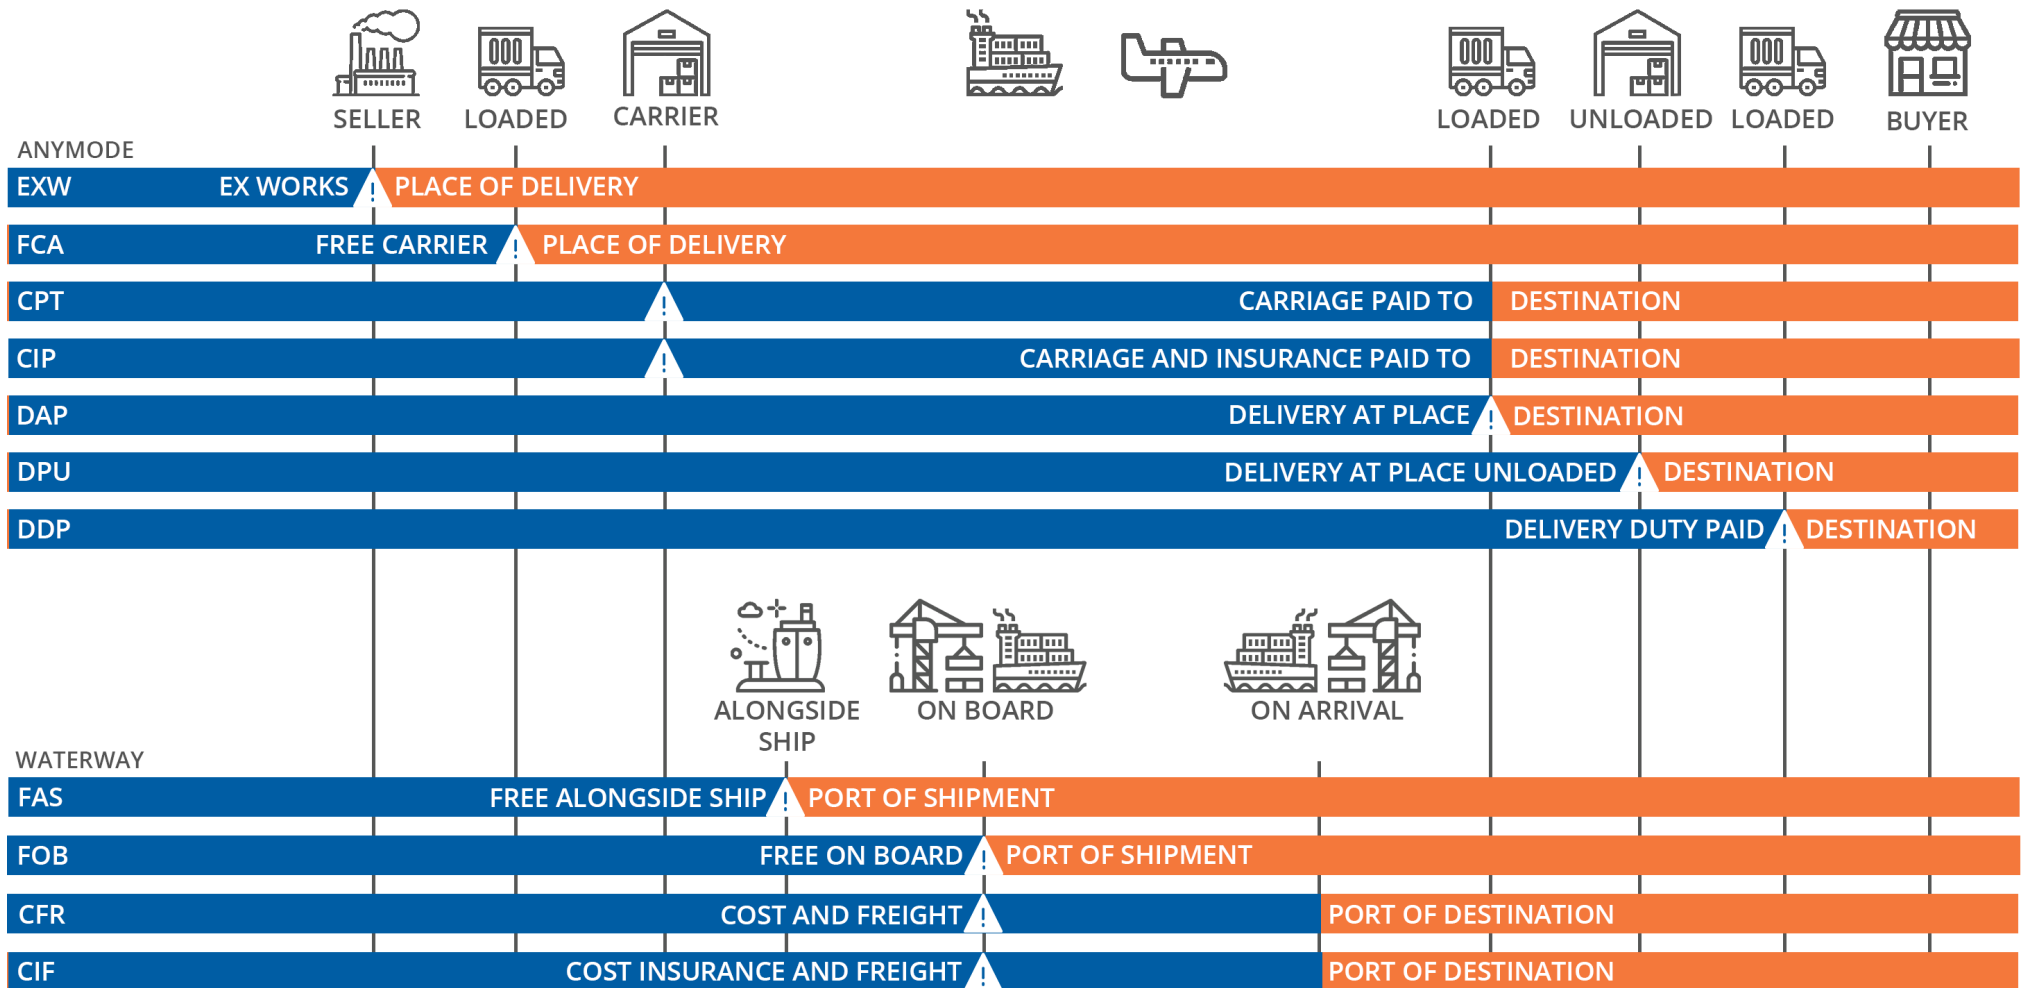 SELLER LOADED CARRIER LOADED UNLOADED LOADED BUYER
ANYMODE
EXW EX WORKS ! PLACE OF DELIVERY
FCA FREE CARRIER ! PLACE OF DELIVERY
CPT ! CARRIAGE PAID TO DESTINATION
CIP ! CARRIAGE AND INSURANCE PAID TO DESTINATION
DAP DELIVERY AT PLACE ! DESTINATION
DPU DELIVERY AT PLACE UNLOADED ! DESTINATION
DDP DELIVERY DUTY PAID ! DESTINATION
ALONGSIDE SHIP
ON BOARD
ON ARRIVAL
WATERWAY
FAS FREE ALONGSIDE SHIP ! PORT OF SHIPMENT
FOB FREE ON BOARD ! PORT OF SHIPMENT
CFR COST AND FREIGHT ! PORT OF DESTINATION
CIF COST INSURANCE AND FREIGHT ! PORT OF DESTINATION